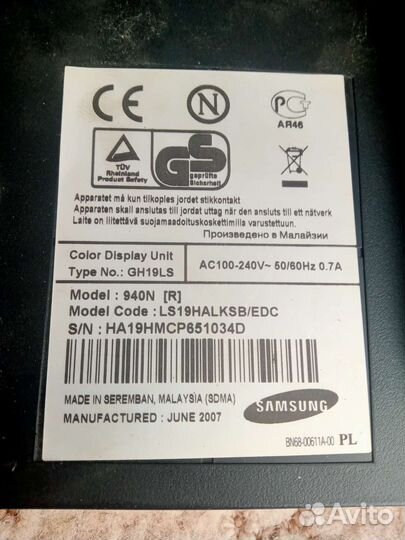 CE
N
PC
AR46
TÜV
Rheinland
Product Safety
GS
geprüfte
Sicherheit
Apparatet må kun tilkoples jordet stikkontakt
Apparaten skall anslutas till jordat uttag när den ansluts till ett nätverk
Laite on liitettävä suojamaadoituskoskettimilla varustettuun.
Произведено в Малайзии
Color Display Unit
Type No.: GH19LS
AC100-240V~ 50/60Hz 0.7A
Model : 940N [R]
Model Code : LS19HALKSB/EDC
S/N : HA19HMCP651034D
MADE IN SEREMBAN, MALAYSIA (SDMA)
MANUFACTURED : JUNE 2007
SAMSUNG
BN68-00611A-00 PL
Avito